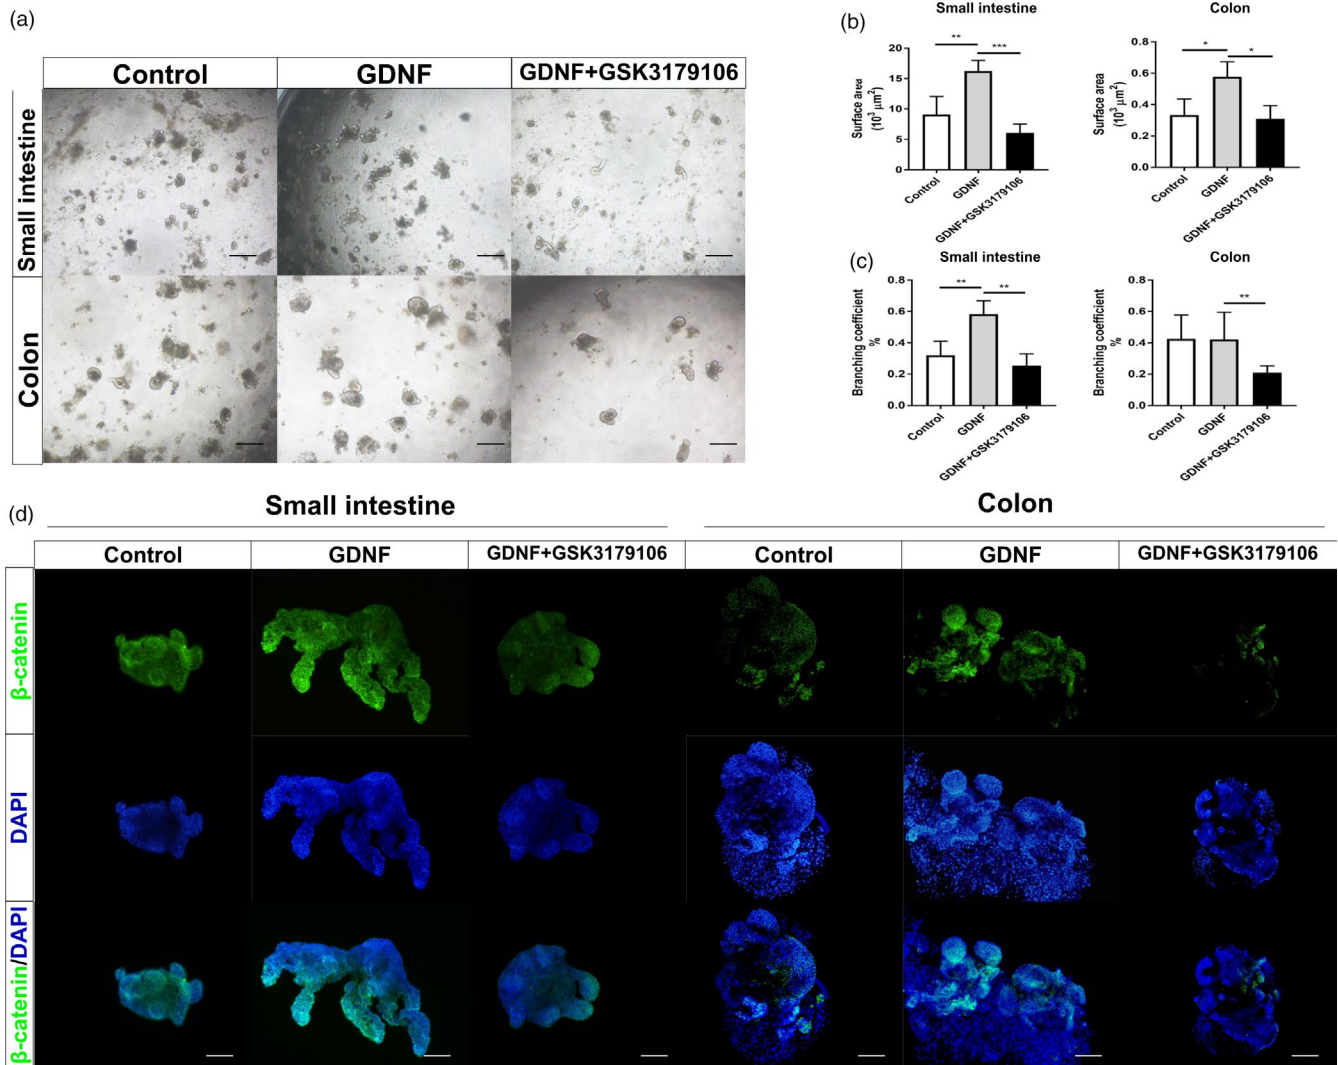 (a)
Control
GDNF
GDNF+GSK3179106
Small intestine
Colon
(b)
Small intestine
Surface area
(10³ μm²)
20
15
10
5
0
**
***
Control
GDNF
GDNF+GSK3179106
Colon
Surface area
(10³ μm²)
0.8
0.6
0.4
0.2
0.0
*
*
Control
GDNF
GDNF+GSK3179106
(c)
Small intestine
Branching coefficient
%
0.8
0.6
0.4
0.2
0.0
**
**
Control
GDNF
GDNF+GSK3179106
Colon
Branching coefficient
%
0.8
0.6
0.4
0.2
0.0
**
Control
GDNF
GDNF+GSK3179106
(d)
Small intestine
Colon
Control
GDNF
GDNF+GSK3179106
Control
GDNF
GDNF+GSK3179106
β-catenin
DAPI
β-catenin/DAPI